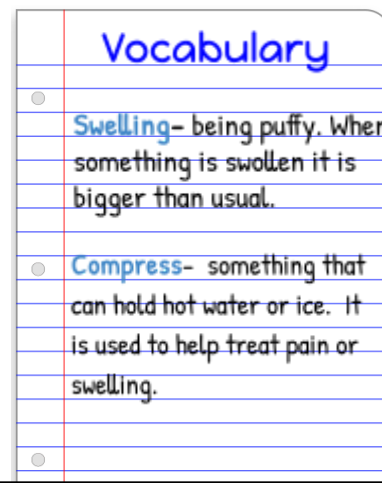 Vocabulary
Swelling- being puffy. When
something is swollen it is
bigger than usual.
Compress- something that
can hold hot water or ice. It
is used to help treat pain or
swelling.